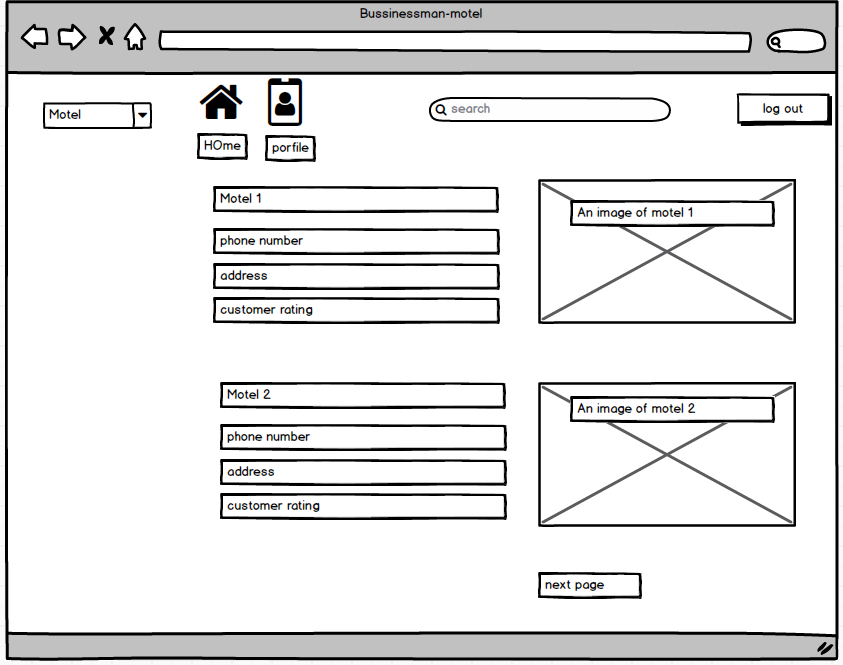 Bussinessman-motel
Motel
search
log out
HOme
porfile
Motel 1
An image of motel 1
phone number
address
customer rating
Motel 2
An image of motel 2
phone number
address
customer rating
next page